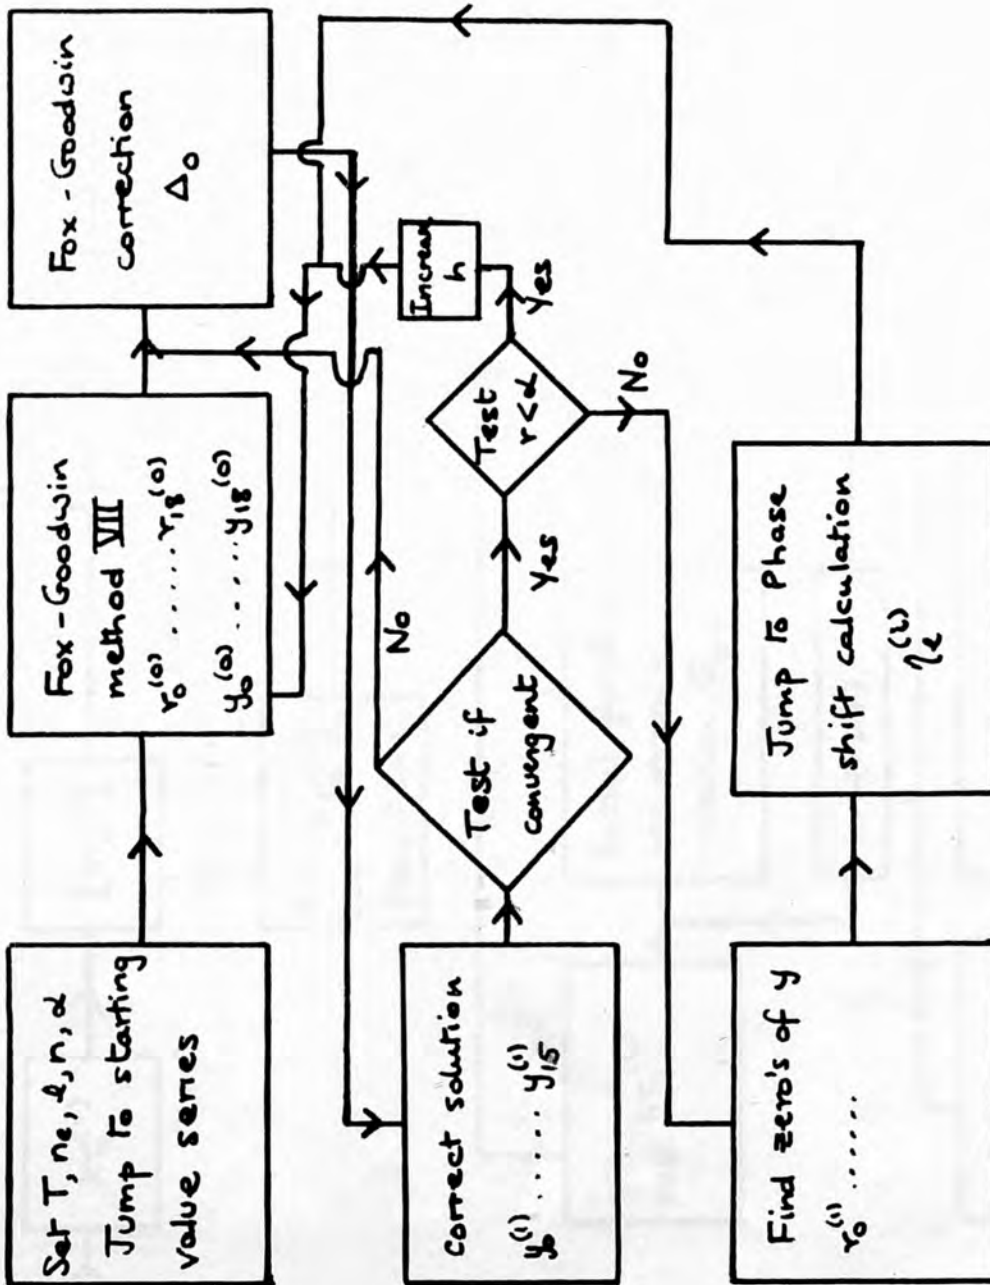 Set T, ne, l, n, α
Jump to starting
value series
Fox-Goodwin
method VII
r₀⁽⁰⁾ ...... r₁₈⁽⁰⁾
y₀⁽⁰⁾ ...... y₁₈⁽⁰⁾
Fox-Goodwin
correction
Δ₀
Correct solution
y₀⁽¹⁾ ...... y₁₅⁽¹⁾
Test if
convergent
No
Yes
Test
r<α
Yes
No
Increase
h
Find zero's of y
r₀⁽¹⁾ ......
Jump to Phase
shift calculation